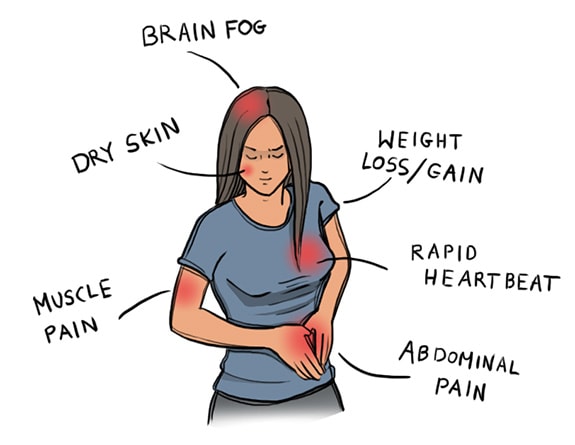 BRAIN FOG
DRY SKIN
WEIGHT
LOSS/GAIN
RAPID
HEARTBEAT
MUSCLE
PAIN
ABDOMINAL
PAIN